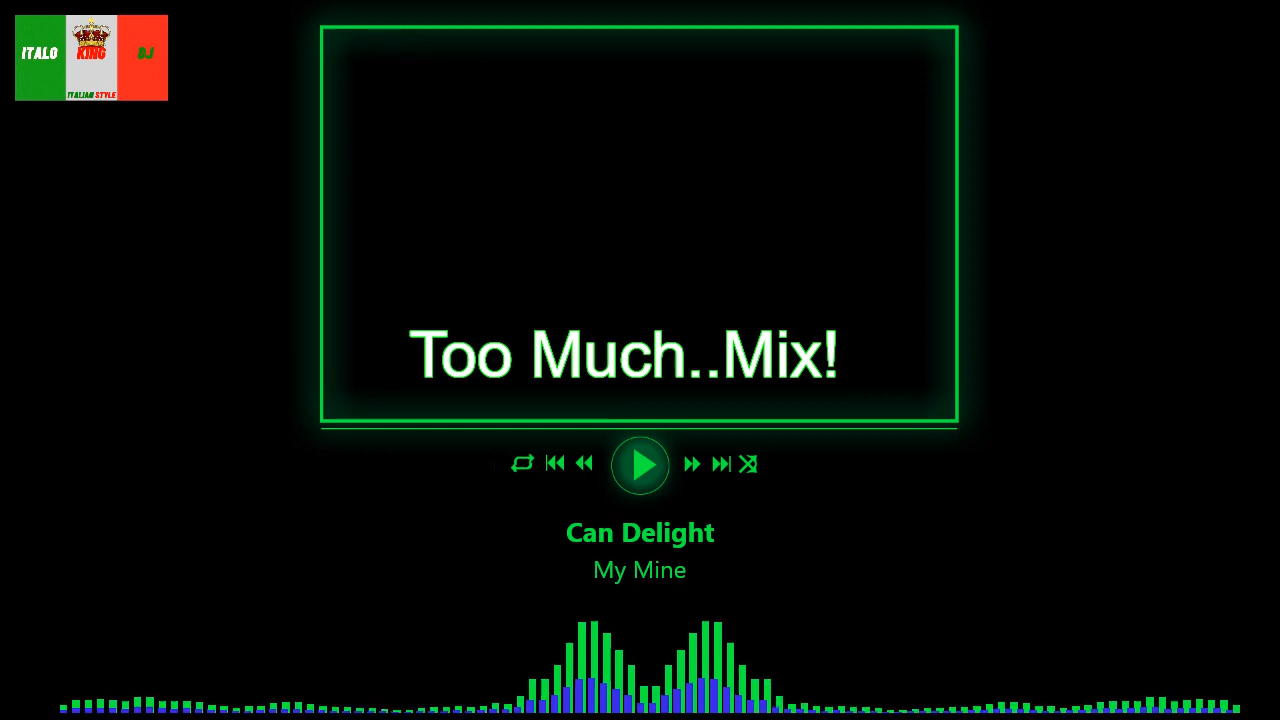 ITALO KING DJ
ITALIAN STYLE
Too Much..Mix!
Can Delight
My Mine